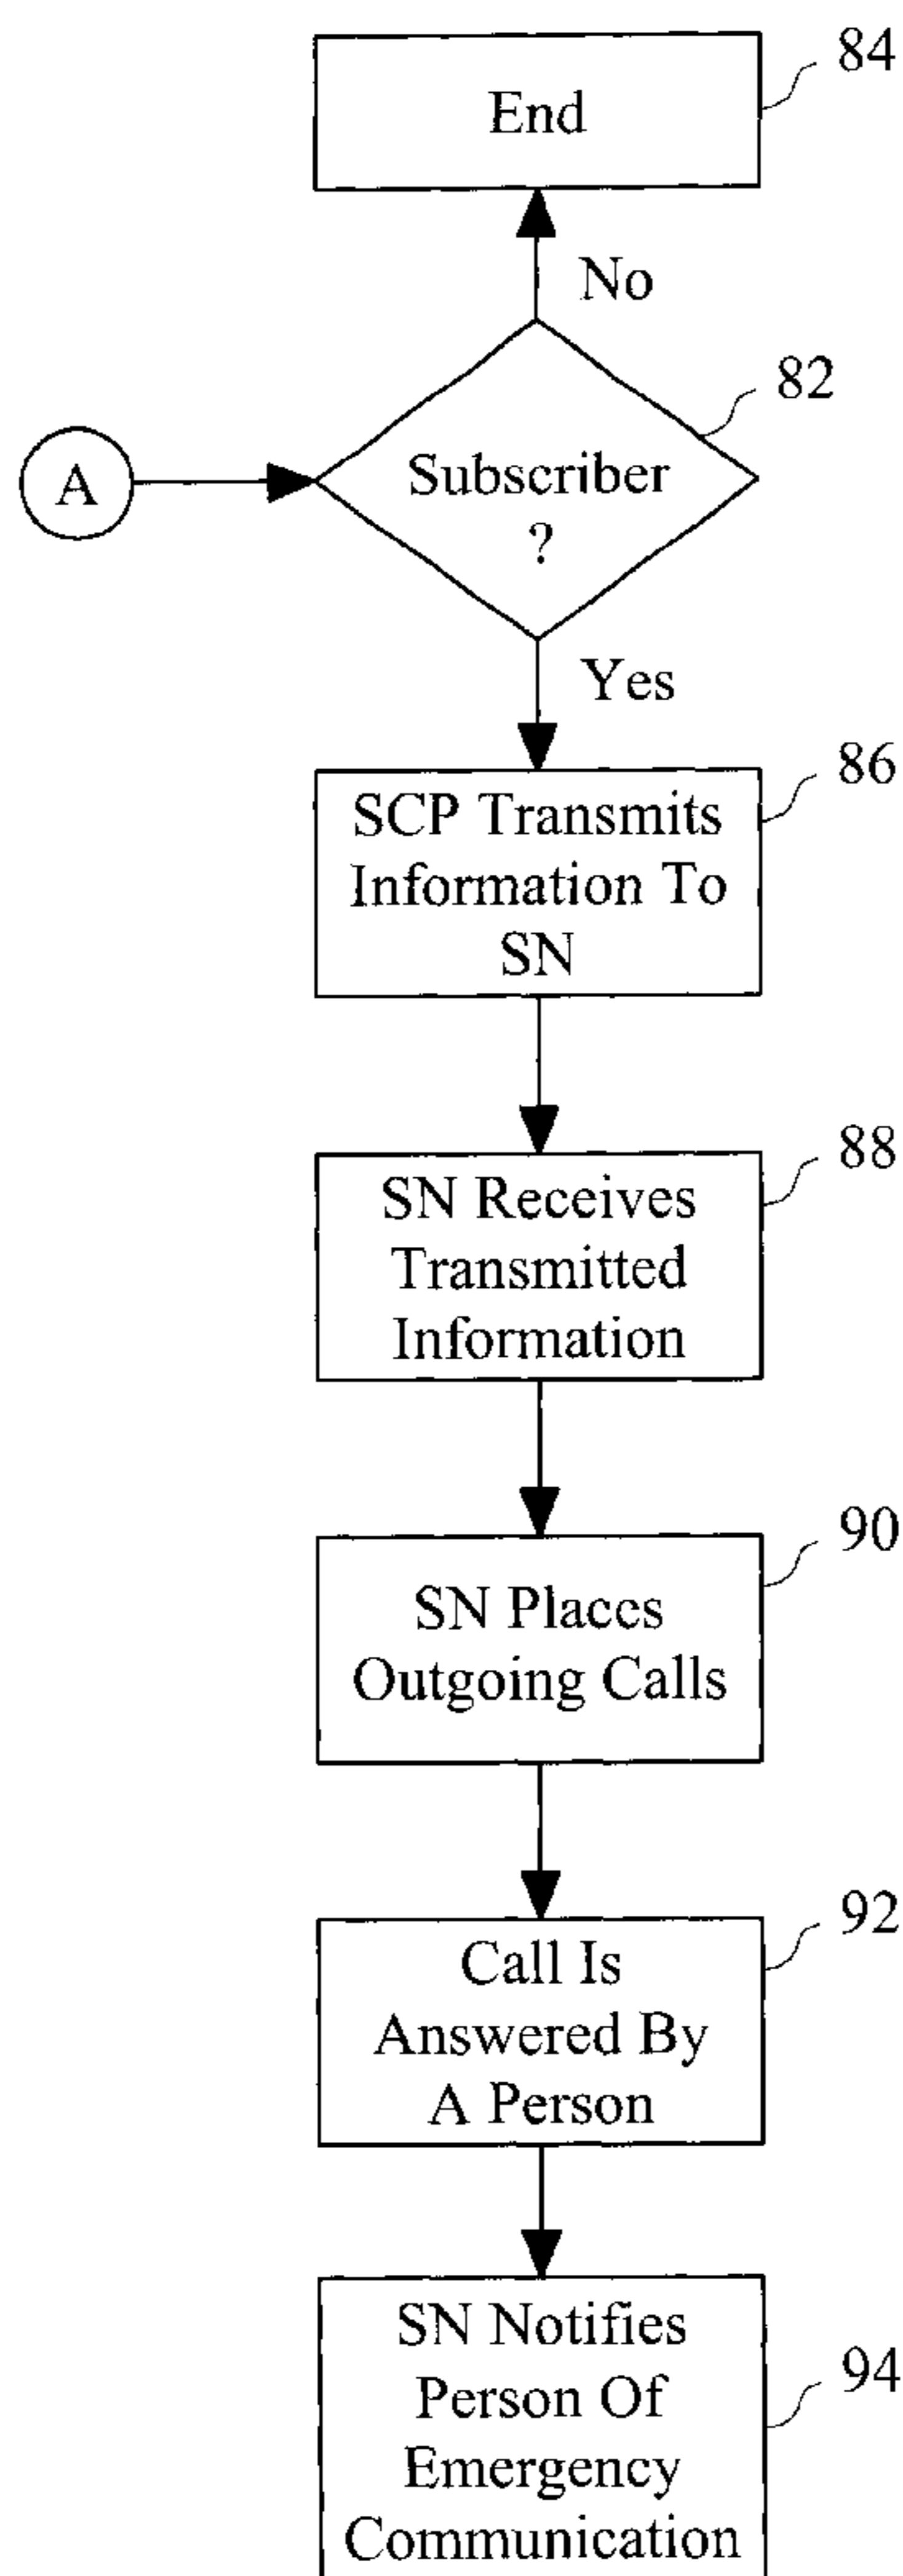 84
End
No
82
A
Subscriber
?
Yes
86
SCP Transmits
Information To
SN
88
SN Receives
Transmitted
Information
90
SN Places
Outgoing Calls
92
Call Is
Answered By
A Person
94
SN Notifies
Person Of
Emergency
Communication